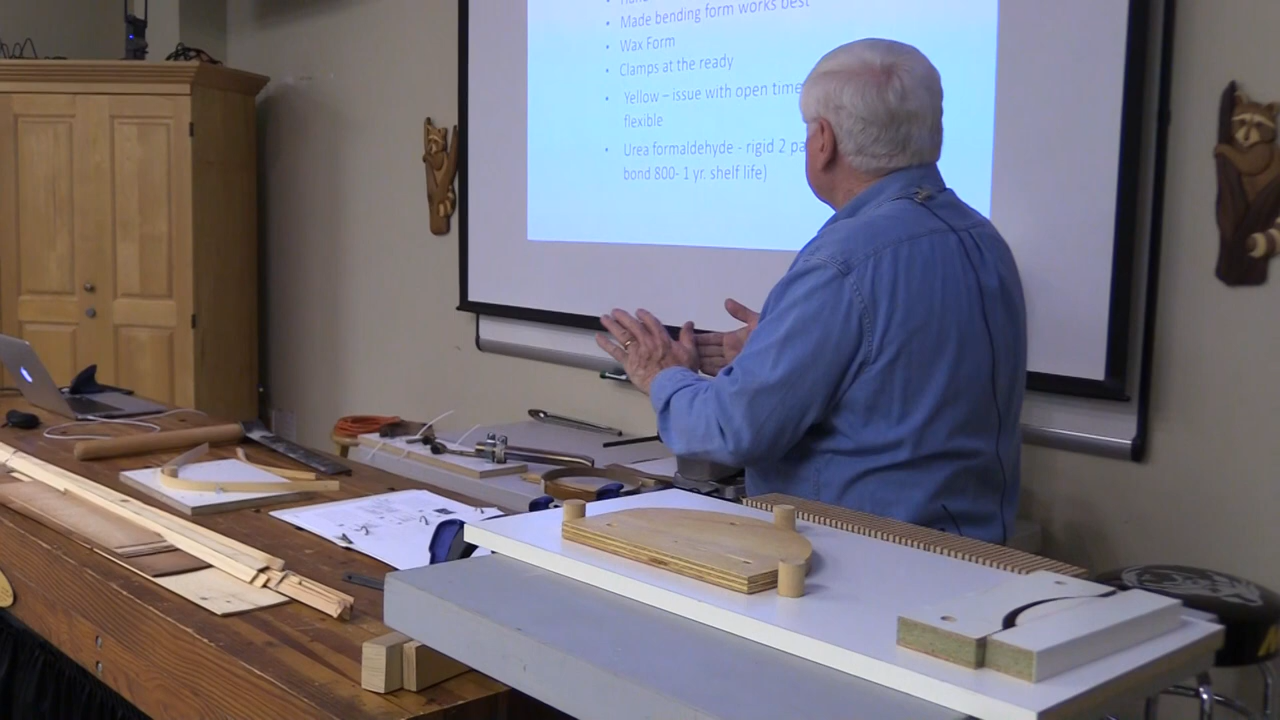 Made bending form works best
Wax Form
Clamps at the ready
Yellow – issue with open time
flexible
Urea formaldehyde - rigid 2 pa
bond 800- 1 yr. shelf life)